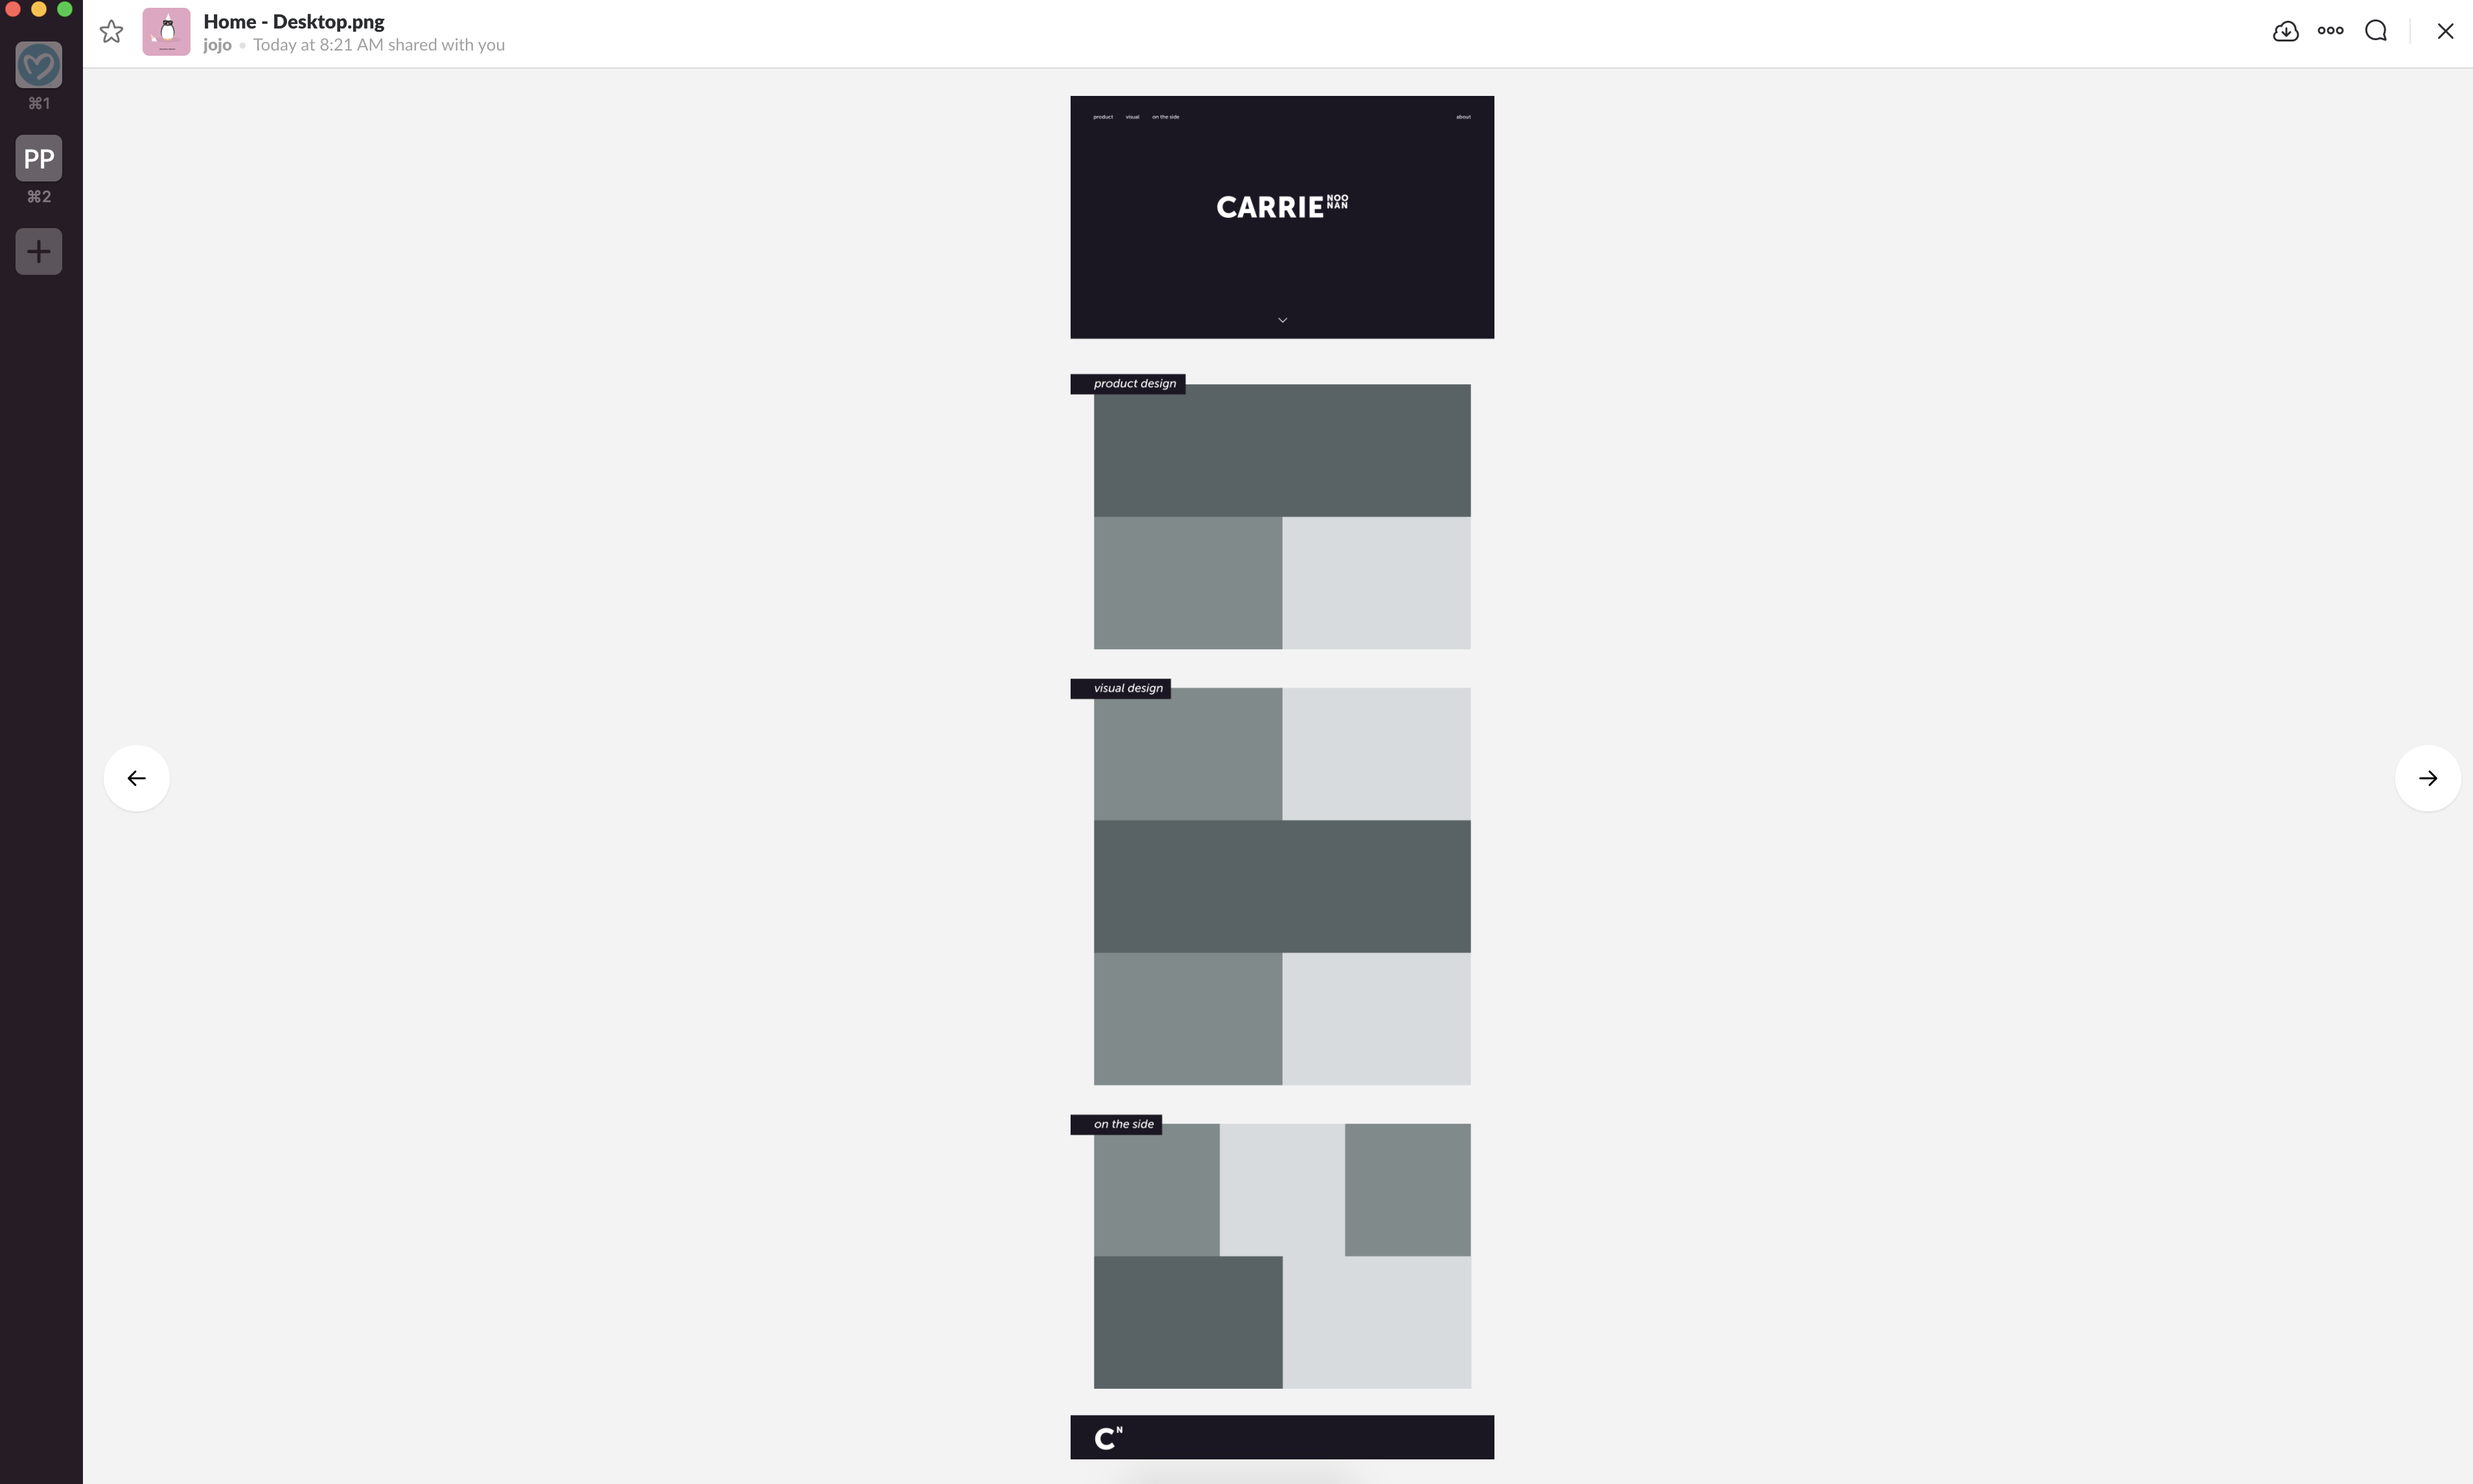 Home - Desktop.png
jojo • Today at 8:21 AM shared with you
⌘1
PP
⌘2
product visual on the side about
CARRIE NOO
NAN
product design
visual design
on the side
C N